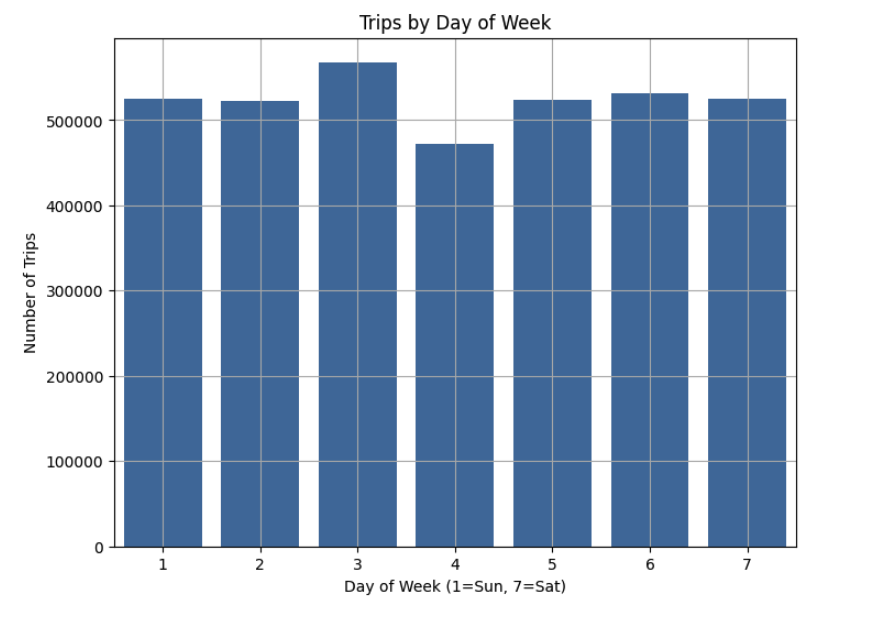 Trips by Day of Week
Number of Trips
500000
400000
300000
200000
100000
0
1 2 3 4 5 6 7
Day of Week (1=Sun, 7=Sat)